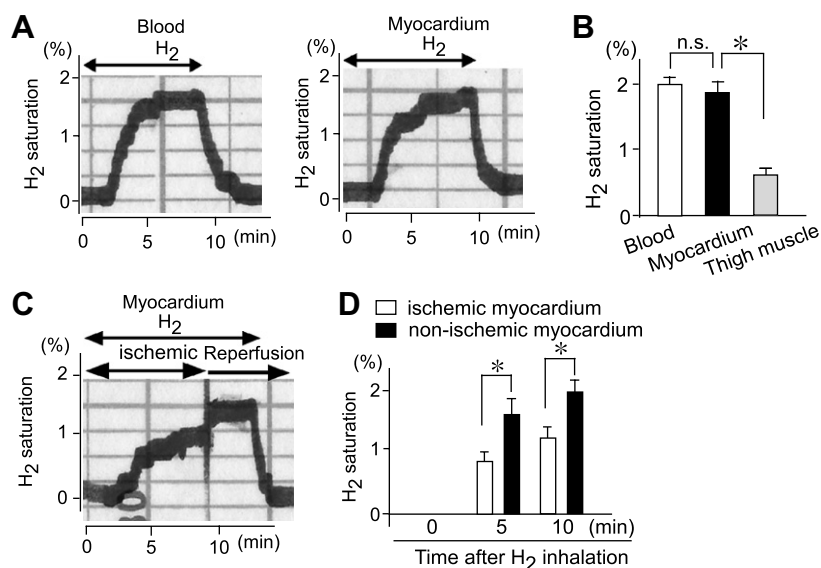 A
Blood
H2
(%)
2
1
0
H2 saturation
0 5 10 (min)
Myocardium
H2
(%)
2
1
0
H2 saturation
0 5 10 (min)
B
(%)
n.s. *
2
1
0
H2 saturation
Blood
Myocardium
Thigh muscle
C
Myocardium
H2
(%)
ischemic Reperfusion
2
1
0
H2 saturation
0 5 10 (min)
D
ischemic myocardium
non-ischemic myocardium
(%)
* *
2
1
0
H2 saturation
0 5 10 (min)
Time after H2 inhalation